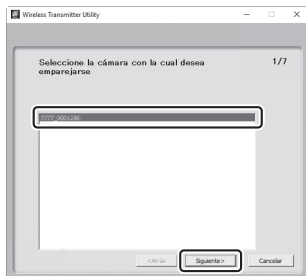 Wireless Transmitter Utility
Seleccione la cámara con la cual desea
emparejarse
1/7
<Atrás
Siguiente>
Cancelar